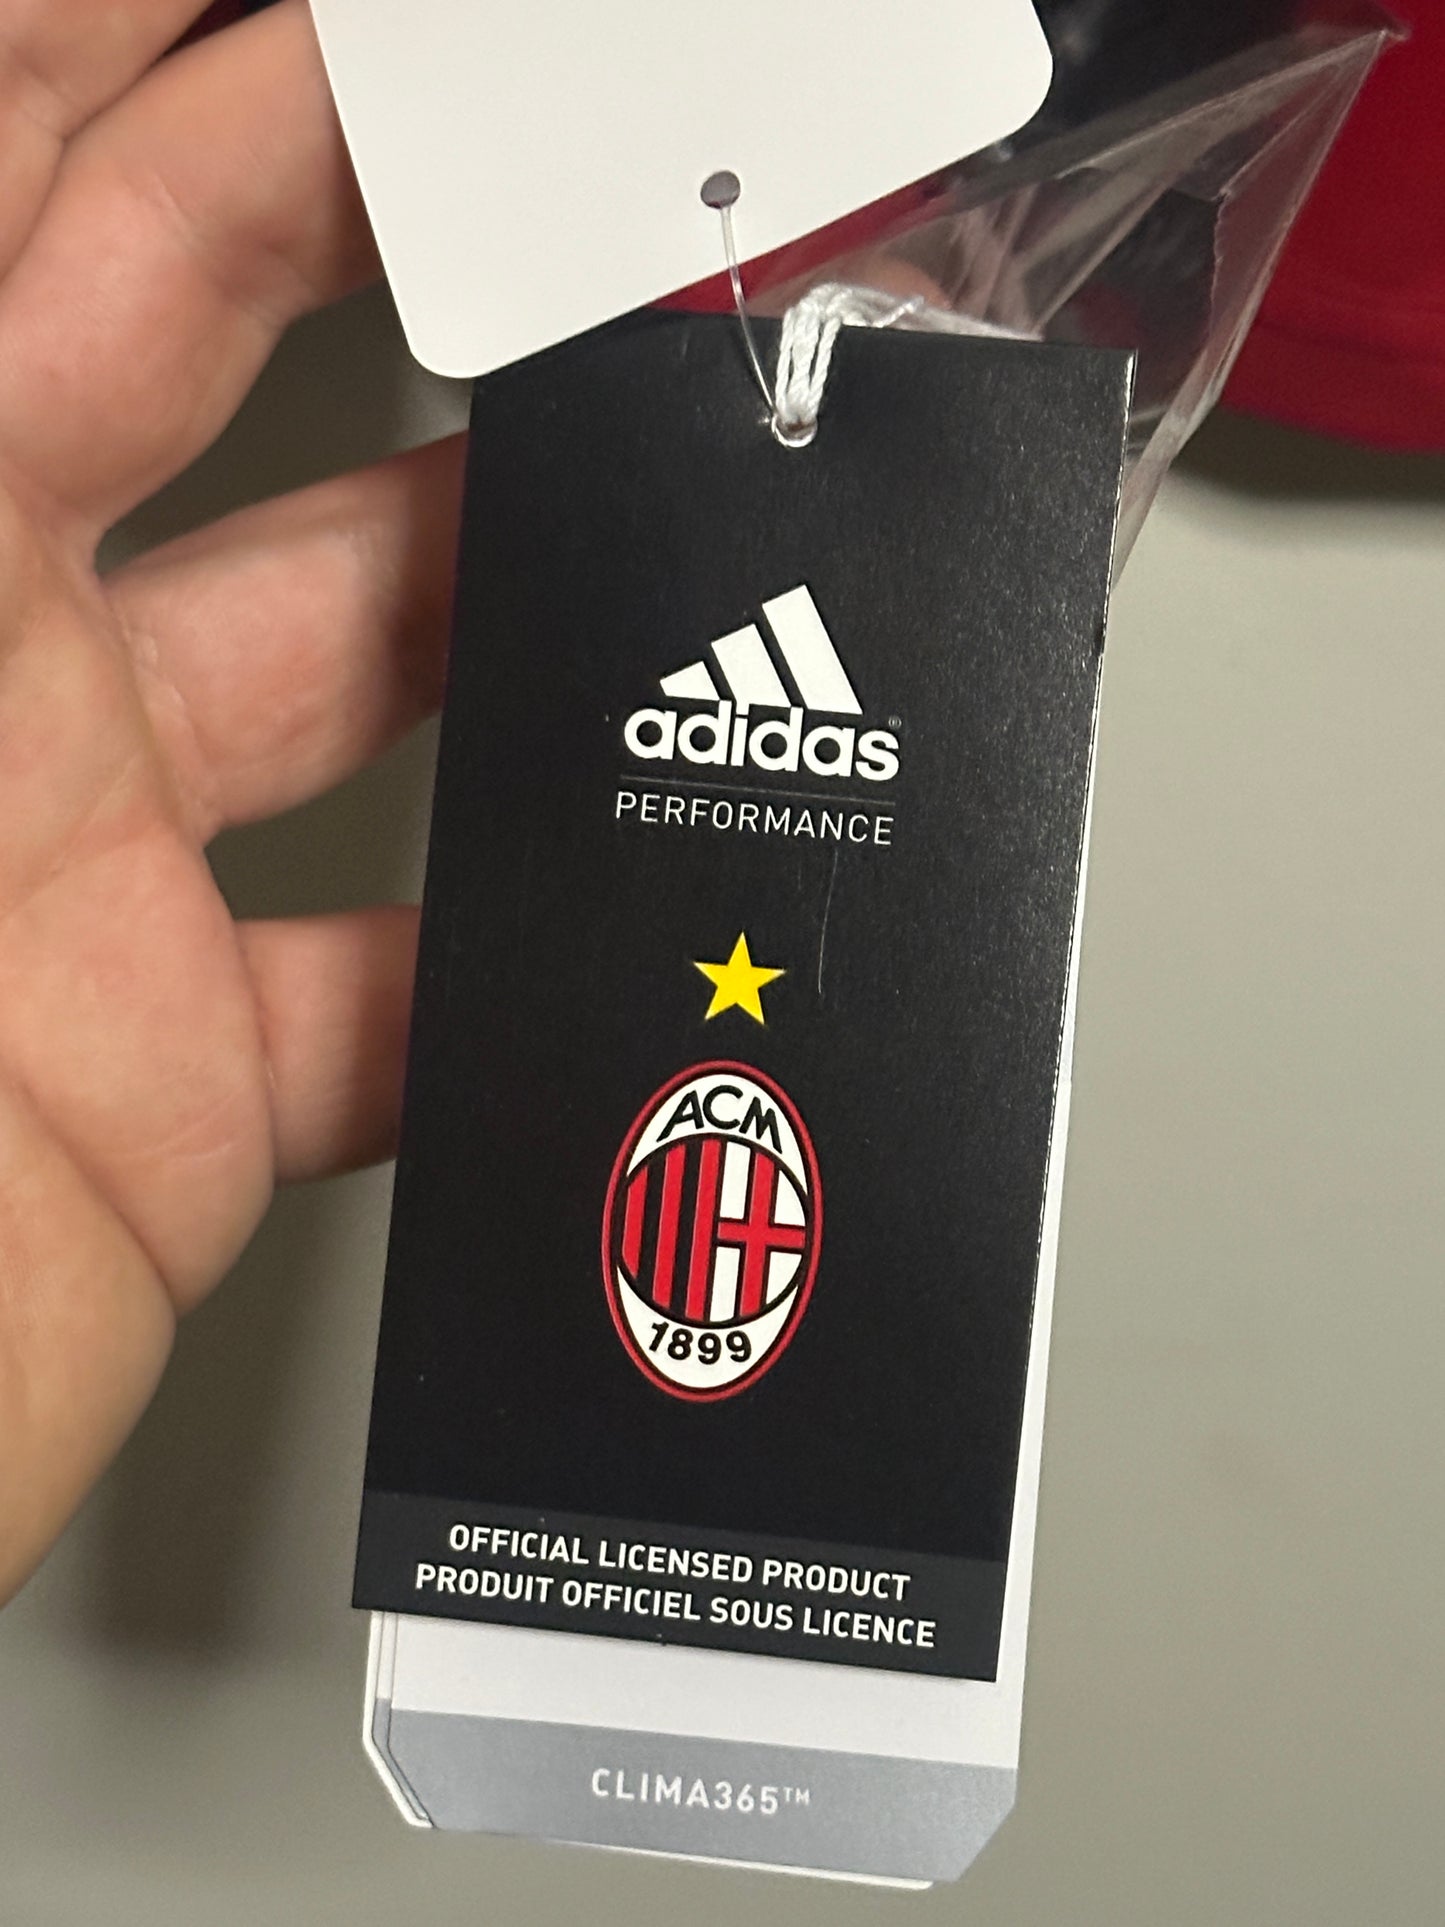 adidas®
PERFORMANCE
ACM
1899
OFFICIAL LICENSED PRODUCT
PRODUIT OFFICIEL SOUS LICENCE
CLIMA365™